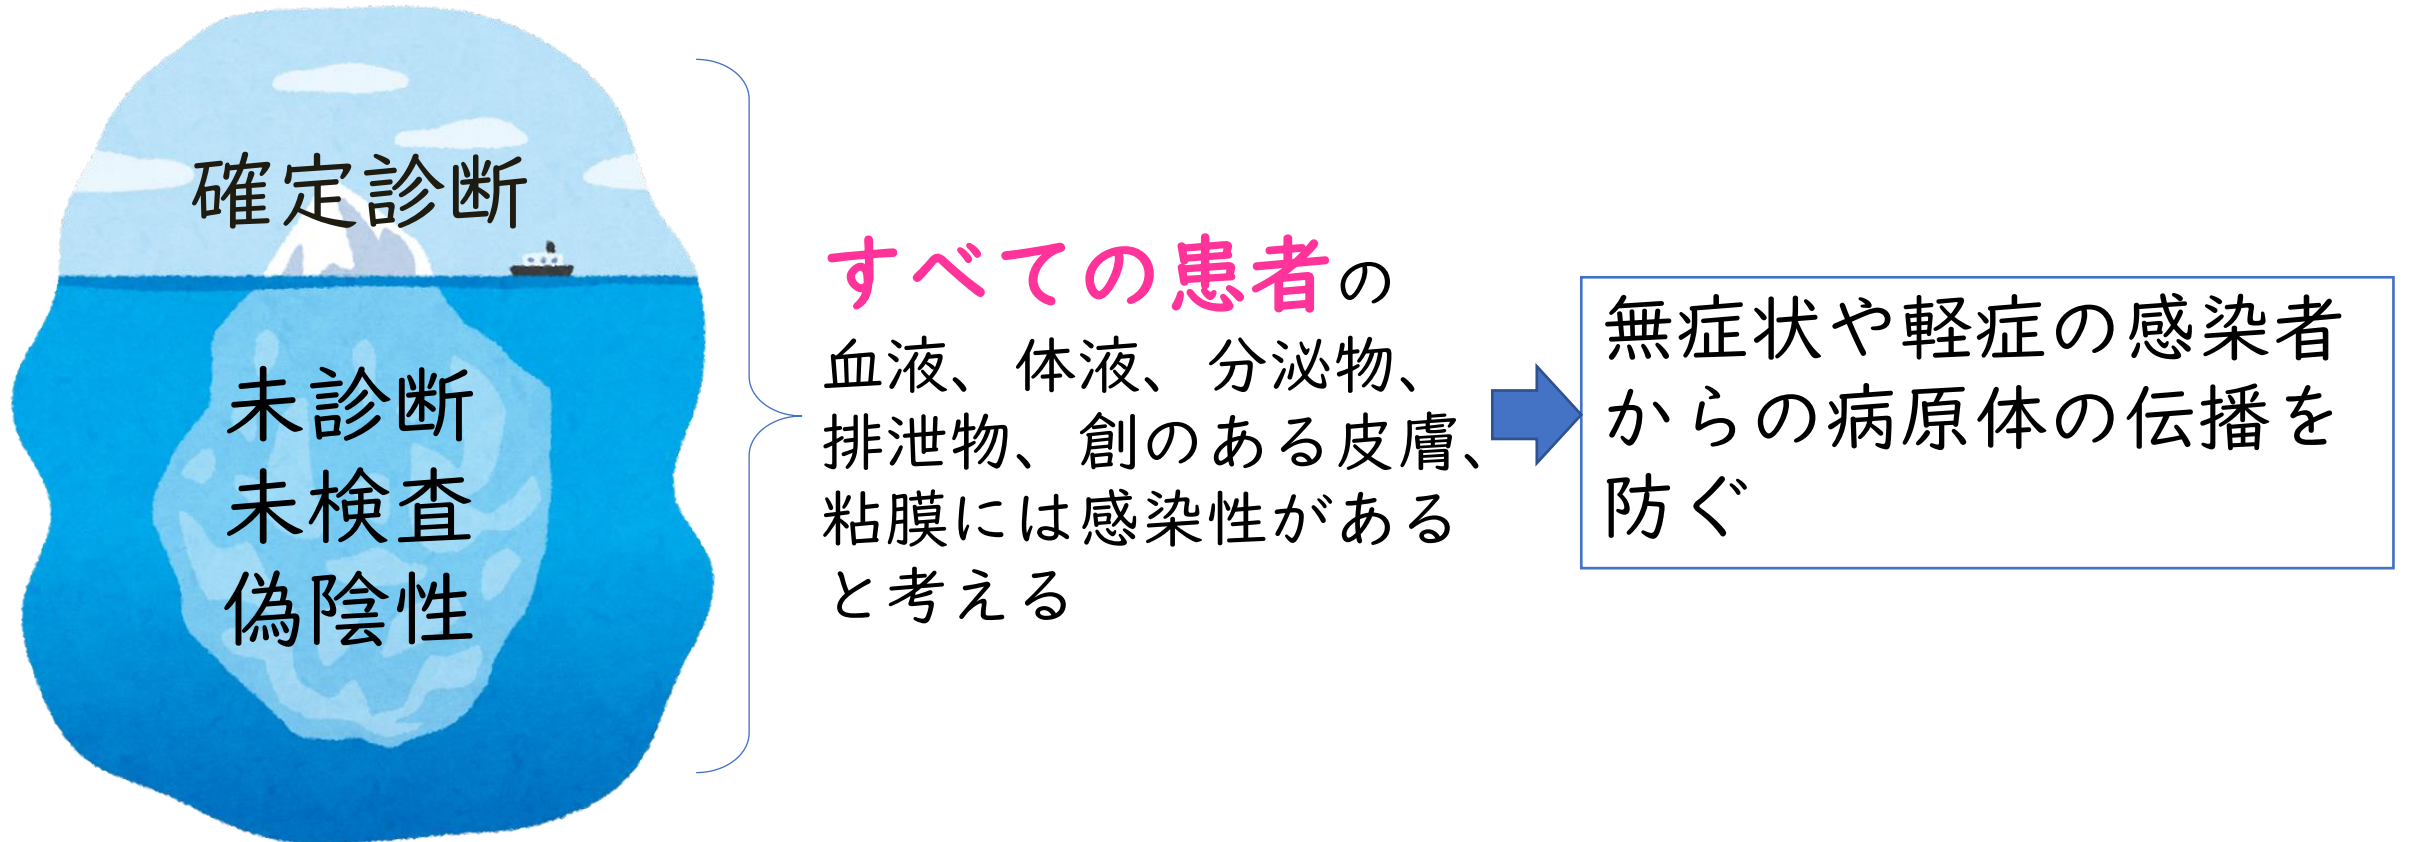 確定診断
未診断
未検査
偽陰性
すべての患者の
血液、体液、分泌物、
排泄物、創のある皮膚、
粘膜には感染性がある
と考える
無症状や軽症の感染者
からの病原体の伝播を
防ぐ